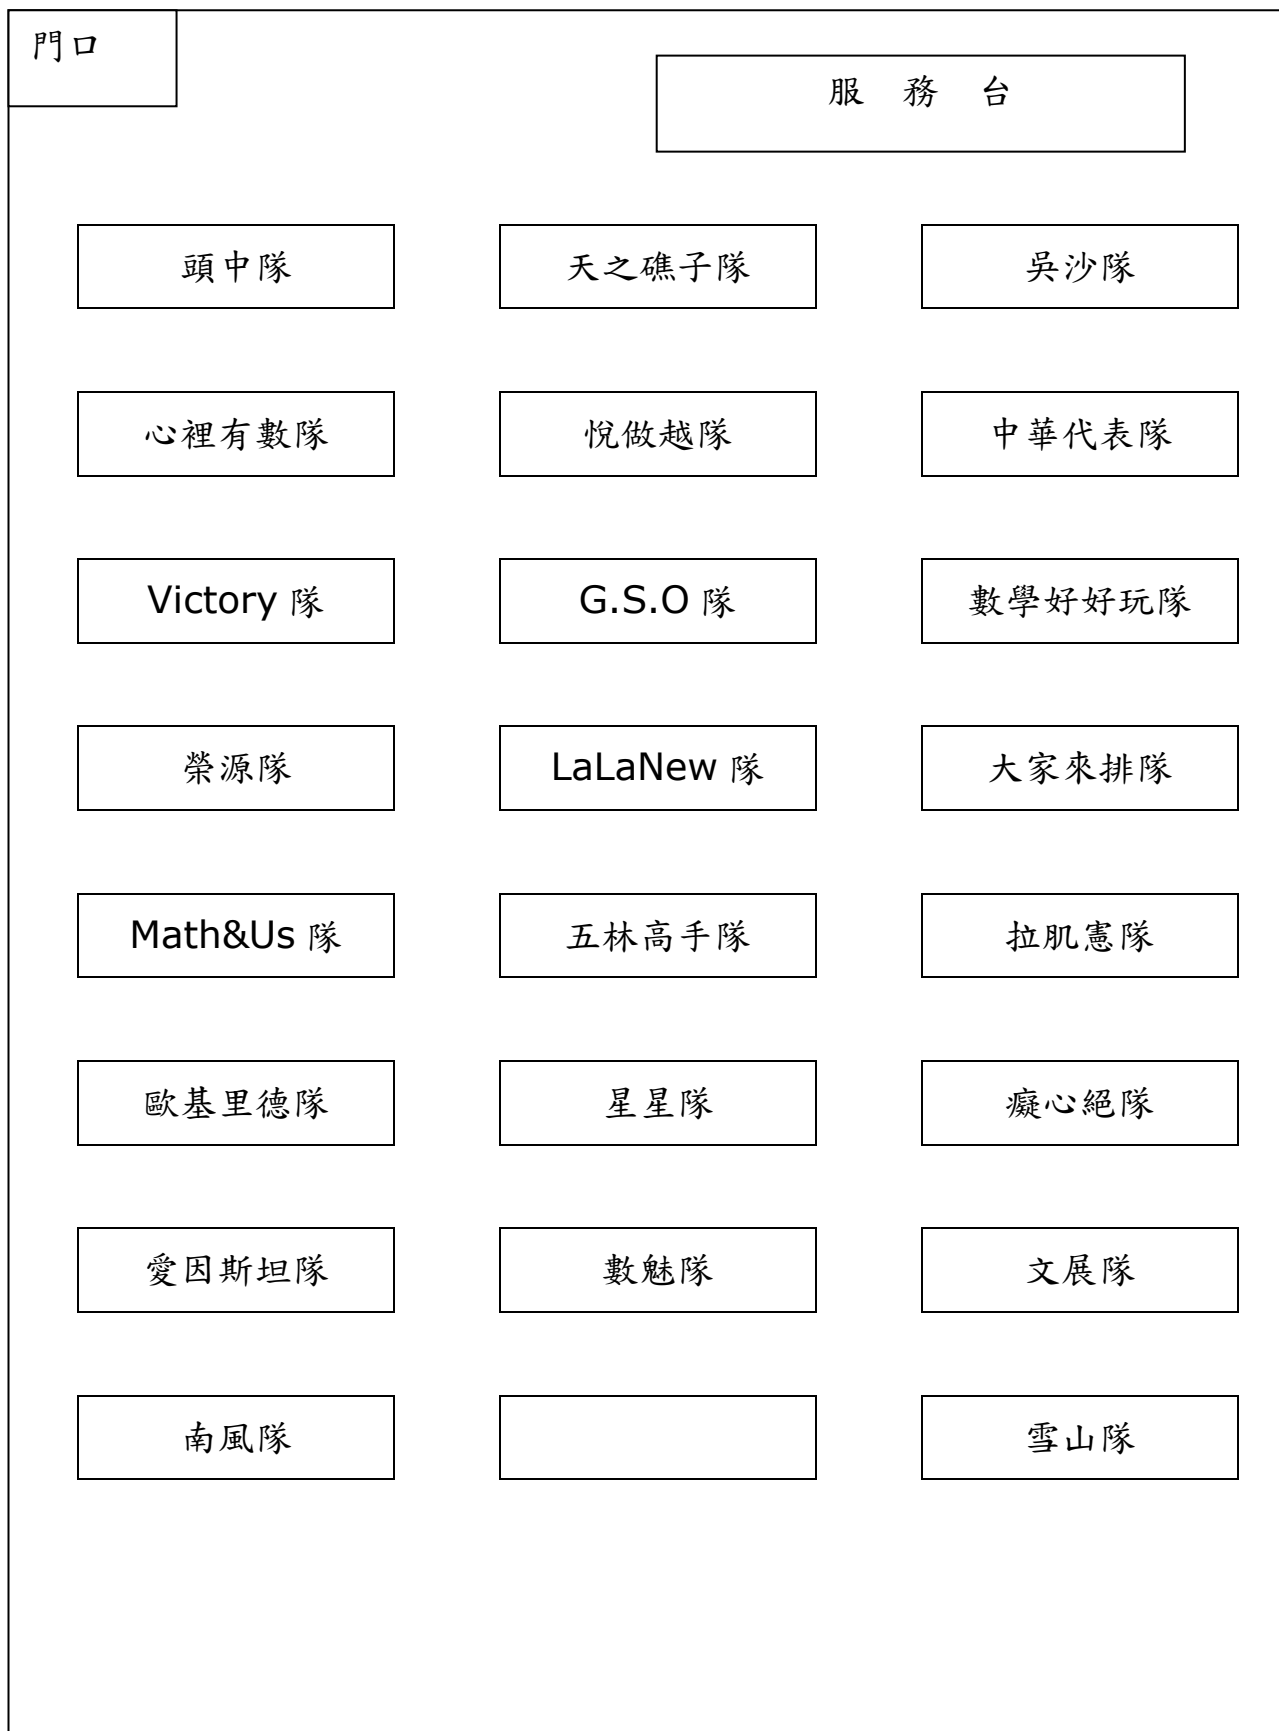 門口
服 務 台
頭中隊 天之礁子隊 吳沙隊
心裡有數隊 悅做越隊 中華代表隊
Victory 隊 G.S.O 隊 數學好好玩隊
榮源隊 LaLaNew 隊 大家來排隊
Math&Us 隊 五林高手隊 拉肌憲隊
歐基里德隊 星星隊 癡心絕隊
愛因斯坦隊 數魅隊 文展隊
南風隊 雪山隊